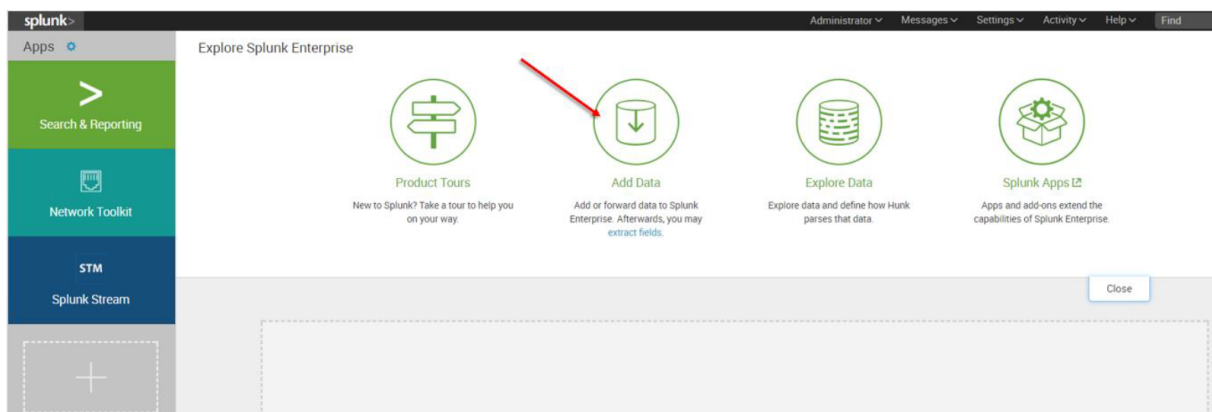 splunk>
Administrator Messages Settings Activity Help Find
Apps
Explore Splunk Enterprise
Search & Reporting
Network Toolkit
STM
Splunk Stream
Product Tours
New to Splunk? Take a tour to help you
on your way.
Add Data
Add or forward data to Splunk
Enterprise. Afterwards, you may
extract fields.
Explore Data
Explore data and define how Hunk
parses that data.
Splunk Apps
Apps and add-ons extend the
capabilities of Splunk Enterprise.
Close